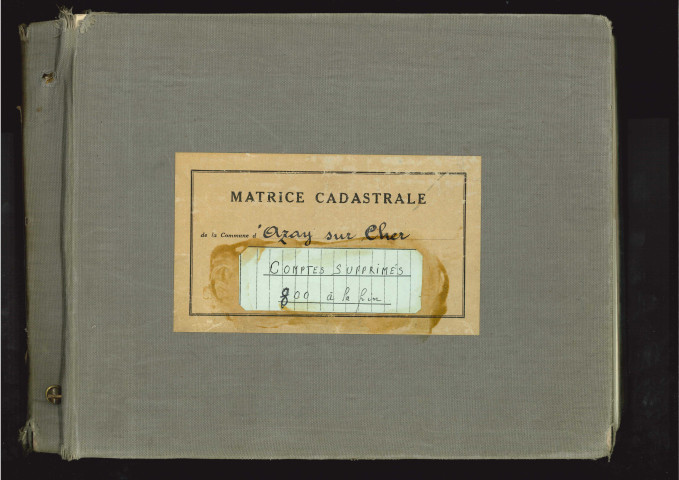 MATRICE CADASTRALE
de la Commune d'Azay sur Cher
COMPTES SUPPRIMÉS
800 à la fin